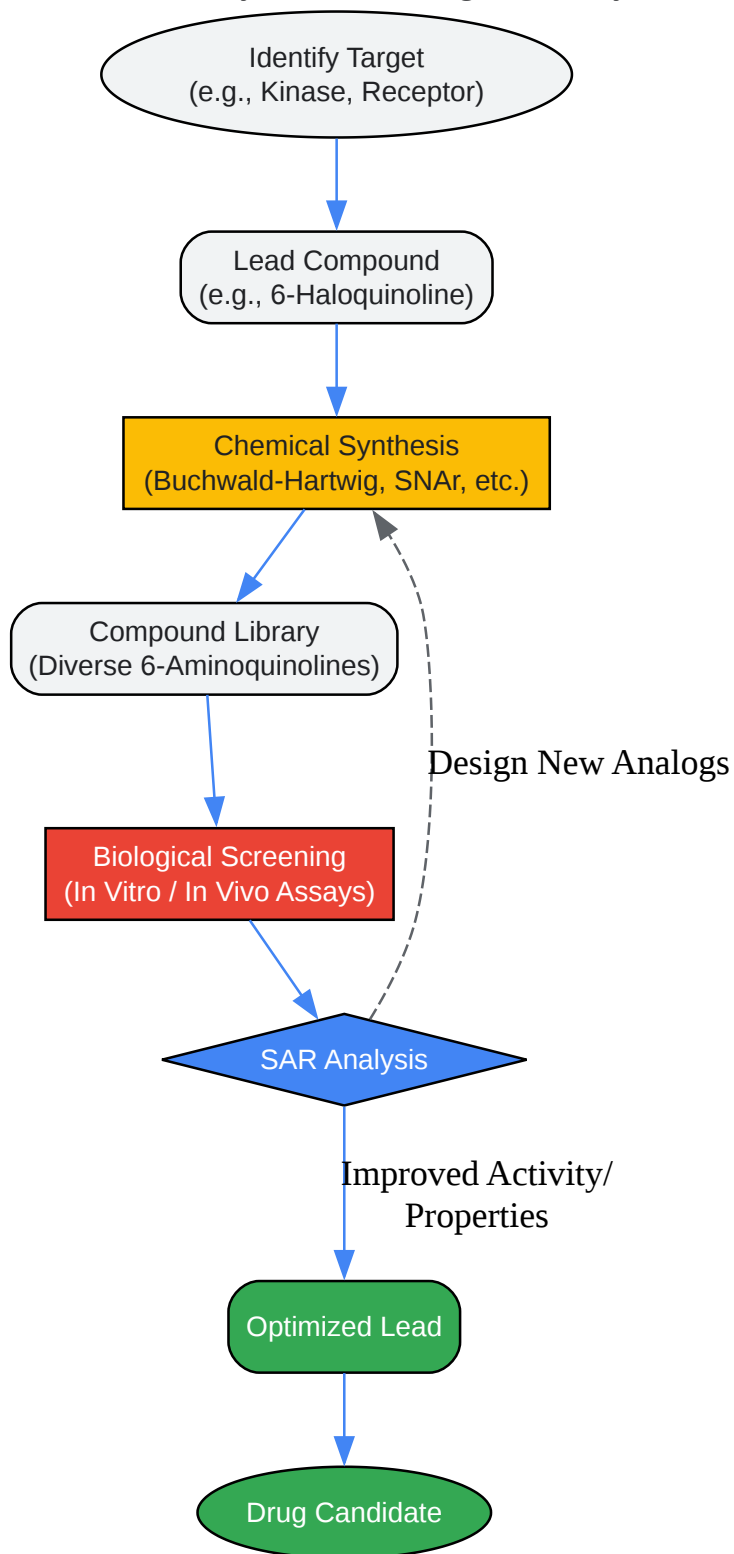 Identify Target
(e.g., Kinase, Receptor)
Lead Compound
(e.g., 6-Haloquinoline)
Chemical Synthesis
(Buchwald-Hartwig, SNAr, etc.)
Compound Library
(Diverse 6-Aminoquinolines)
Design New Analogs
Biological Screening
(In Vitro / In Vivo Assays)
SAR Analysis
Improved Activity/
Properties
Optimized Lead
Drug Candidate